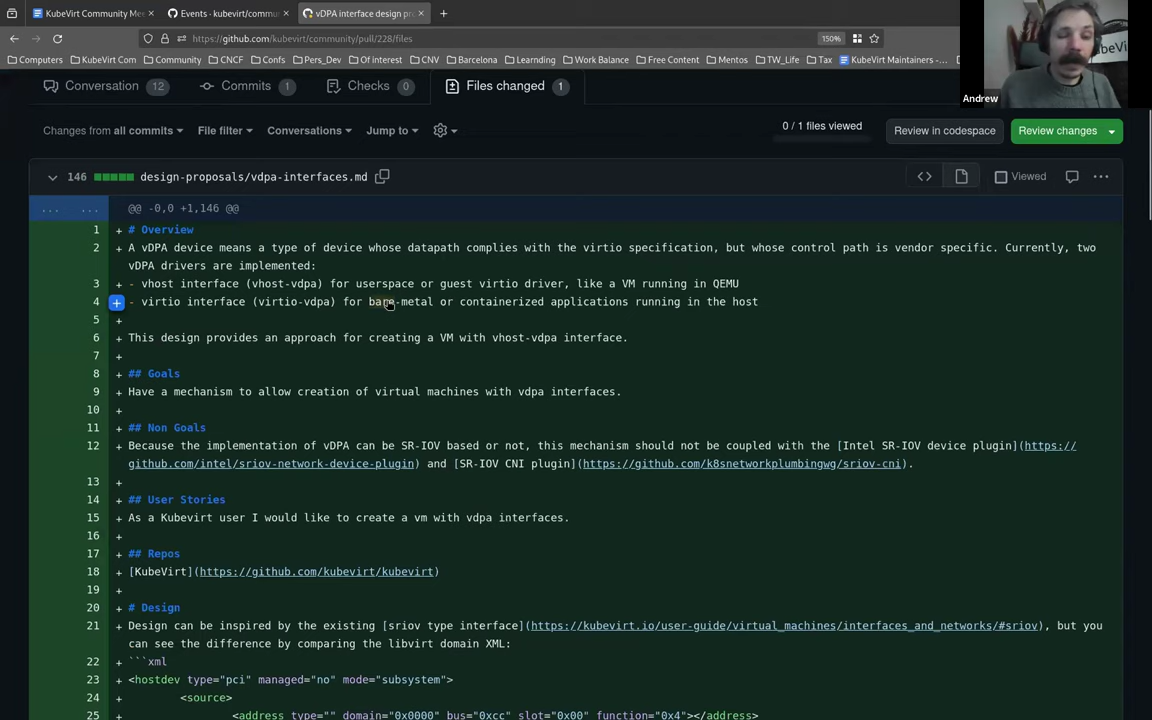 KubeVirt Community Mee
Events · kubevirt/commu
vDPA interface design pr
https://github.com/kubevirt/community/pull/228/files
150%
Computers
KubeVirt Com
Community
CNCF
Confs
Pers_Dev
Of interest
CNV
Barcelona
Learnding
Work Balance
Free Content
Mentos
TW_Life
Tax
KubeVirt Maintainers -…
Andrew
Conversation 12
Commits 1
Checks 0
Files changed 1
Changes from all commits
File filter
Conversations
Jump to
0 / 1 files viewed
Review in codespace
Review changes
146 design-proposals/vdpa-interfaces.md
Viewed
... ... @@ -0,0 +1,146 @@
1 + # Overview
2 + A vDPA device means a type of device whose datapath complies with the virtio specification, but whose control path is vendor specific. Currently, two
vDPA drivers are implemented:
3 + - vhost interface (vhost-vdpa) for userspace or guest virtio driver, like a VM running in QEMU
4 + - virtio interface (virtio-vdpa) for bare-metal or containerized applications running in the host
5 +
6 + This design provides an approach for creating a VM with vhost-vdpa interface.
7 +
8 + ## Goals
9 + Have a mechanism to allow creation of virtual machines with vdpa interfaces.
10 +
11 + ## Non Goals
12 + Because the implementation of vDPA can be SR-IOV based or not, this mechanism should not be coupled with the [Intel SR-IOV device plugin](https://
github.com/intel/sriov-network-device-plugin) and [SR-IOV CNI plugin](https://github.com/k8snetworkplumbingwg/sriov-cni).
13 +
14 + ## User Stories
15 + As a Kubevirt user I would like to create a vm with vdpa interfaces.
16 +
17 + ## Repos
18 + [KubeVirt](https://github.com/kubevirt/kubevirt)
19 +
20 + # Design
21 + Design can be inspired by the existing [sriov type interface](https://kubevirt.io/user-guide/virtual_machines/interfaces_and_networks/#sriov), but you
can see the difference by comparing the libvirt domain XML:
22 + ```xml
23 + <hostdev type="pci" managed="no" mode="subsystem">
24 + <source>
25 + <address type="" domain="0x0000" bus="0xcc" slot="0x00" function="0x4"></address>